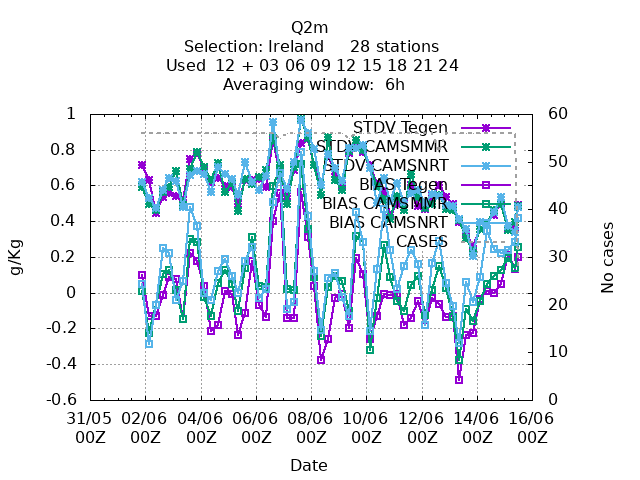 Q2m
Selection: Ireland 28 stations
Used 12 + 03 06 09 12 15 18 21 24
Averaging window: 6h
1 60
STDV Tegen
0.8 50
STDV CAMSMMR
STDV CAMSNRT
0.6
BIAS Tegen
40
BIAS CAMSMMR
0.4
BIAS CAMSNRT
CASES
30
0.2
0 20
-0.2 10
-0.4
-0.6 0
g/Kg
No cases
31/05 02/06 04/06 06/06 08/06 10/06 12/06 14/06 16/06
00Z 00Z 00Z 00Z 00Z 00Z 00Z 00Z 00Z
Date